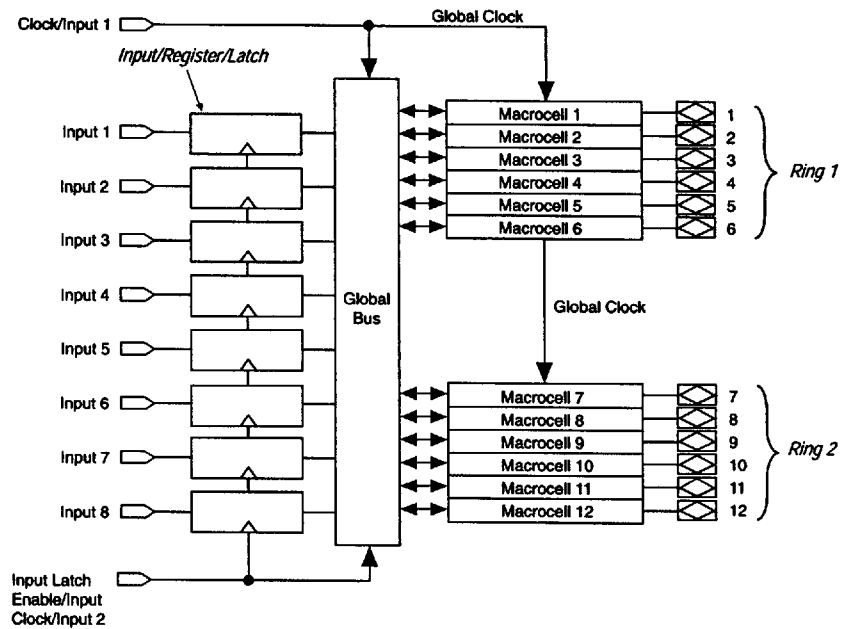 Clock/Input 1
Global Clock
Input/Register/Latch
Input 1
Input 2
Input 3
Input 4
Input 5
Input 6
Input 7
Input 8
Input Latch
Enable/Input
Clock/Input 2
Global
Bus
Macrocell 1
Macrocell 2
Macrocell 3
Macrocell 4
Macrocell 5
Macrocell 6
1
2
3
4
5
6
Ring 1
Global Clock
Macrocell 7
Macrocell 8
Macrocell 9
Macrocell 10
Macrocell 11
Macrocell 12
7
8
9
10
11
12
Ring 2